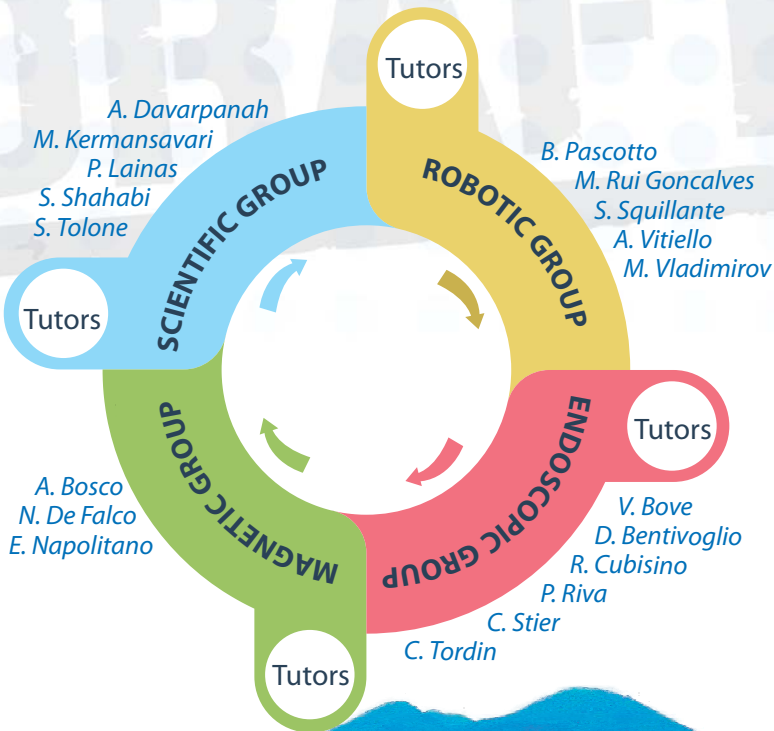 Tutors
SCIENTIFIC GROUP
A. Davarpanah
M. Kermansavari
P. Lainas
S. Shahabi
S. Tolone
ROBOTIC GROUP
B. Pascotto
M. Rui Goncalves
S. Squillante
A. Vitiello
M. Vladimirov
Tutors
Tutors
MAGNETIC GROUP
A. Bosco
N. De Falco
E. Napolitano
ENDOSCOPIC GROUP
V. Bove
D. Bentivoglio
R. Cubisino
P. Riva
C. Stier
C. Tordin
Tutors